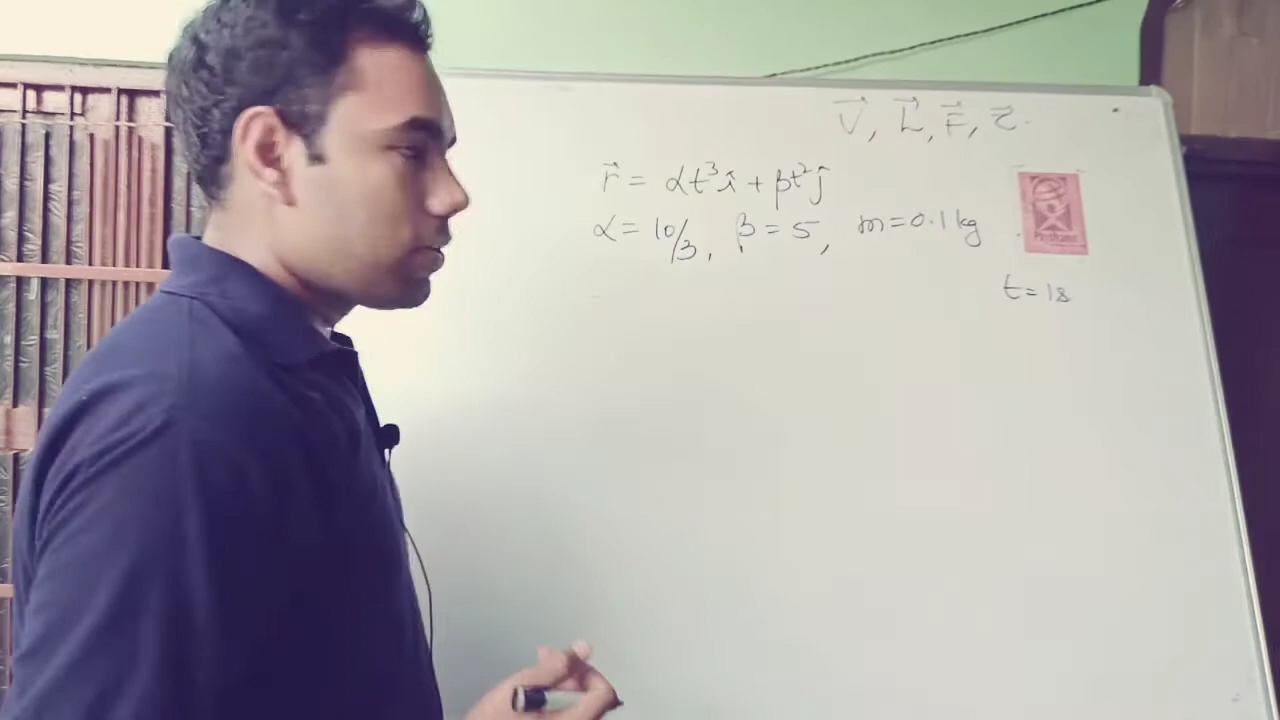 v⃗, L⃗, F⃗, τ⃗.
r⃗ = αt³î + βt²ĵ
α = 10/3, β = 5, m = 0.1 kg
t = 1s